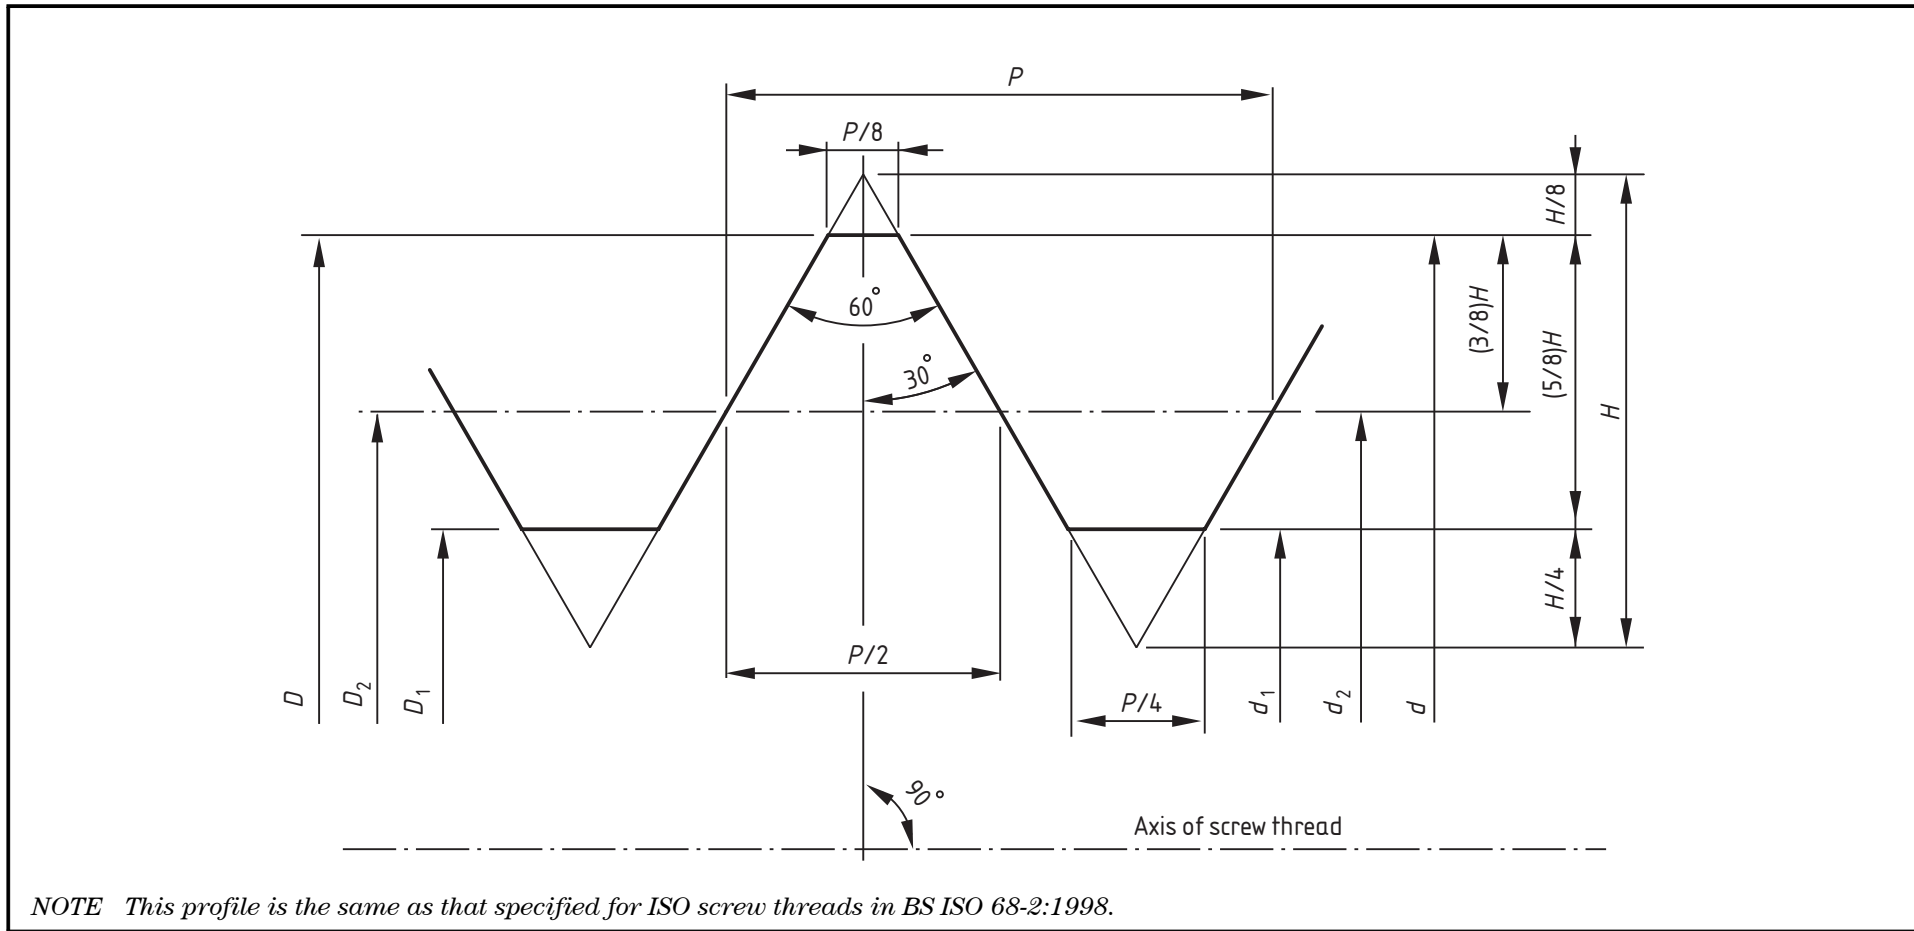 P
P/8
H/8
60°
(3/8)H
30°
(5/8)H
H
H/4
P/2
D
D₂
D₁
P/4
d₁
d₂
d
90°
Axis of screw thread
NOTE This profile is the same as that specified for ISO screw threads in BS ISO 68-2:1998.